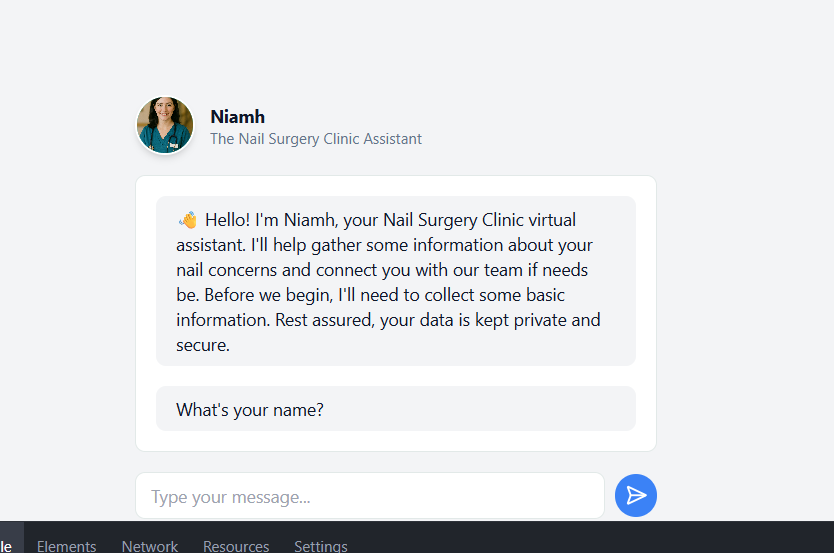 Niamh
The Nail Surgery Clinic Assistant
👋 Hello! I'm Niamh, your Nail Surgery Clinic virtual
assistant. I'll help gather some information about your
nail concerns and connect you with our team if needs
be. Before we begin, I'll need to collect some basic
information. Rest assured, your data is kept private and
secure.
What's your name?
Type your message...
le Elements Network Resources Settings